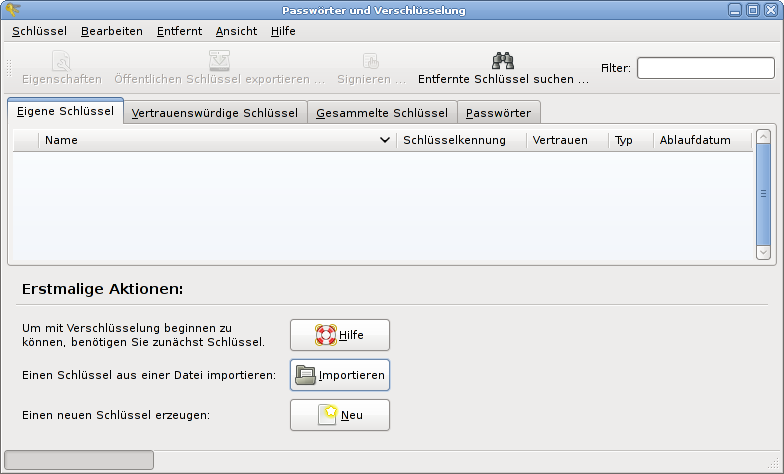 Passwörter und Verschlüsselung
Schlüssel Bearbeiten Entfernt Ansicht Hilfe
Eigenschaften Öffentlichen Schlüssel exportieren ... Signieren ... Entfernte Schlüssel suchen ... Filter:
Eigene Schlüssel Vertrauenswürdige Schlüssel Gesammelte Schlüssel Passwörter
Name Schlüsselkennung Vertrauen Typ Ablaufdatum
Erstmalige Aktionen:
Um mit Verschlüsselung beginnen zu
können, benötigen Sie zunächst Schlüssel.
Hilfe
Einen Schlüssel aus einer Datei importieren: Importieren
Einen neuen Schlüssel erzeugen: Neu